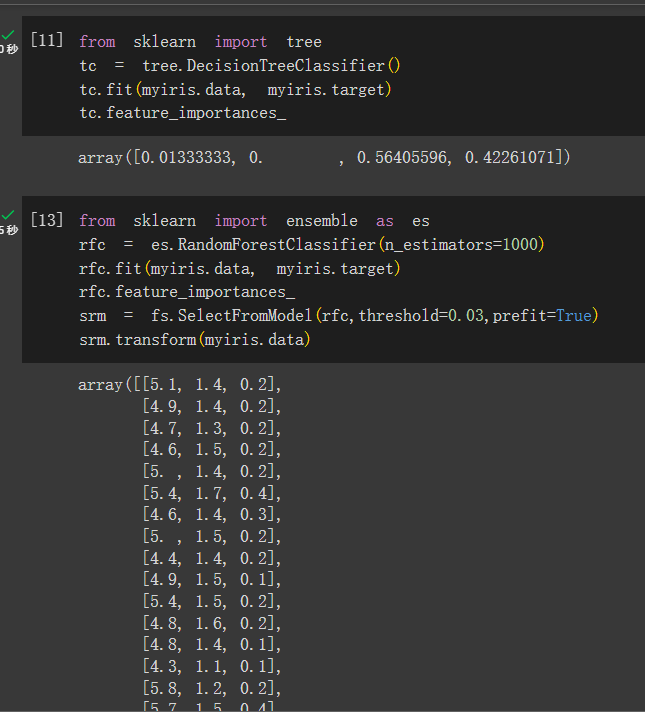 [11] from sklearn import tree
tc = tree.DecisionTreeClassifier()
tc.fit(myiris.data, myiris.target)
tc.feature_importances_
0秒
array([0.01333333, 0. , 0.56405596, 0.42261071])
[13] from sklearn import ensemble as es
rfc = es.RandomForestClassifier(n_estimators=1000)
rfc.fit(myiris.data, myiris.target)
rfc.feature_importances_
srm = fs.SelectFromModel(rfc,threshold=0.03,prefit=True)
srm.transform(myiris.data)
5秒
array([[5.1, 1.4, 0.2],
[4.9, 1.4, 0.2],
[4.7, 1.3, 0.2],
[4.6, 1.5, 0.2],
[5. , 1.4, 0.2],
[5.4, 1.7, 0.4],
[4.6, 1.4, 0.3],
[5. , 1.5, 0.2],
[4.4, 1.4, 0.2],
[4.9, 1.5, 0.1],
[5.4, 1.5, 0.2],
[4.8, 1.6, 0.2],
[4.8, 1.4, 0.1],
[4.3, 1.1, 0.1],
[5.8, 1.2, 0.2],
[5.7, 1.5, 0.4],